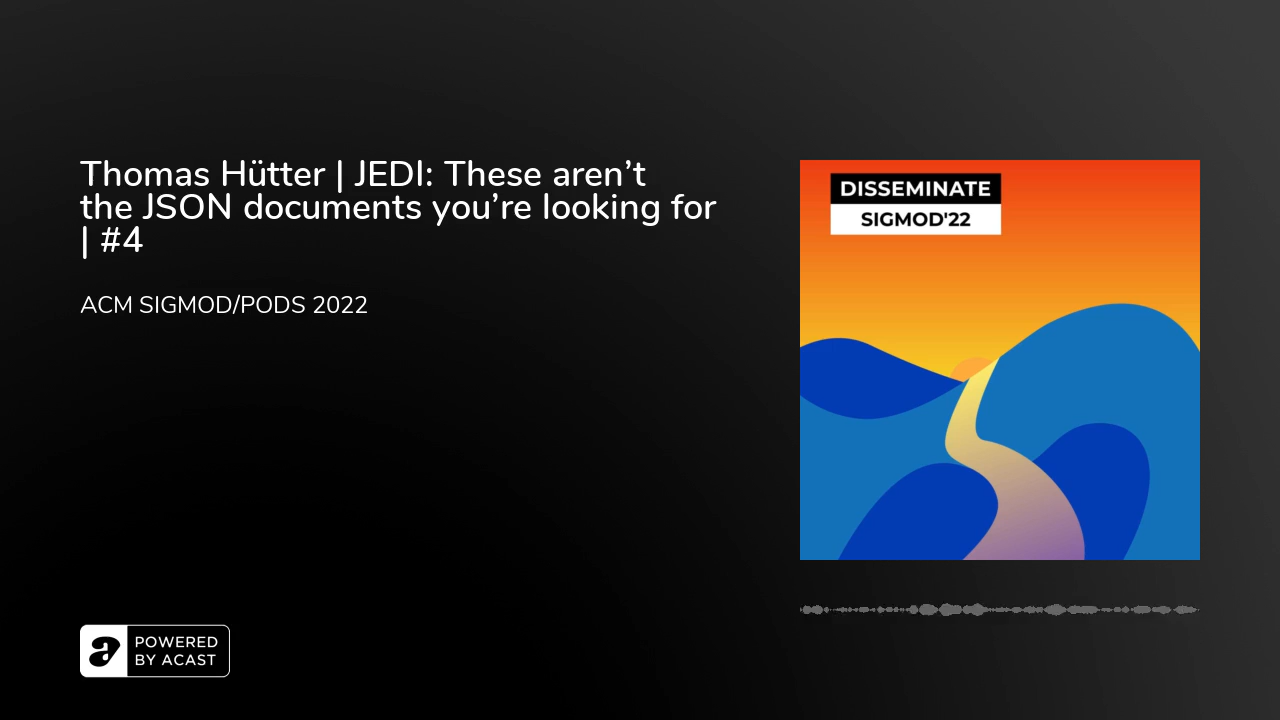 Thomas Hütter | JEDI: These aren’t
the JSON documents you’re looking for
| #4
ACM SIGMOD/PODS 2022
DISSEMINATE
SIGMOD'22
POWERED
BY ACAST